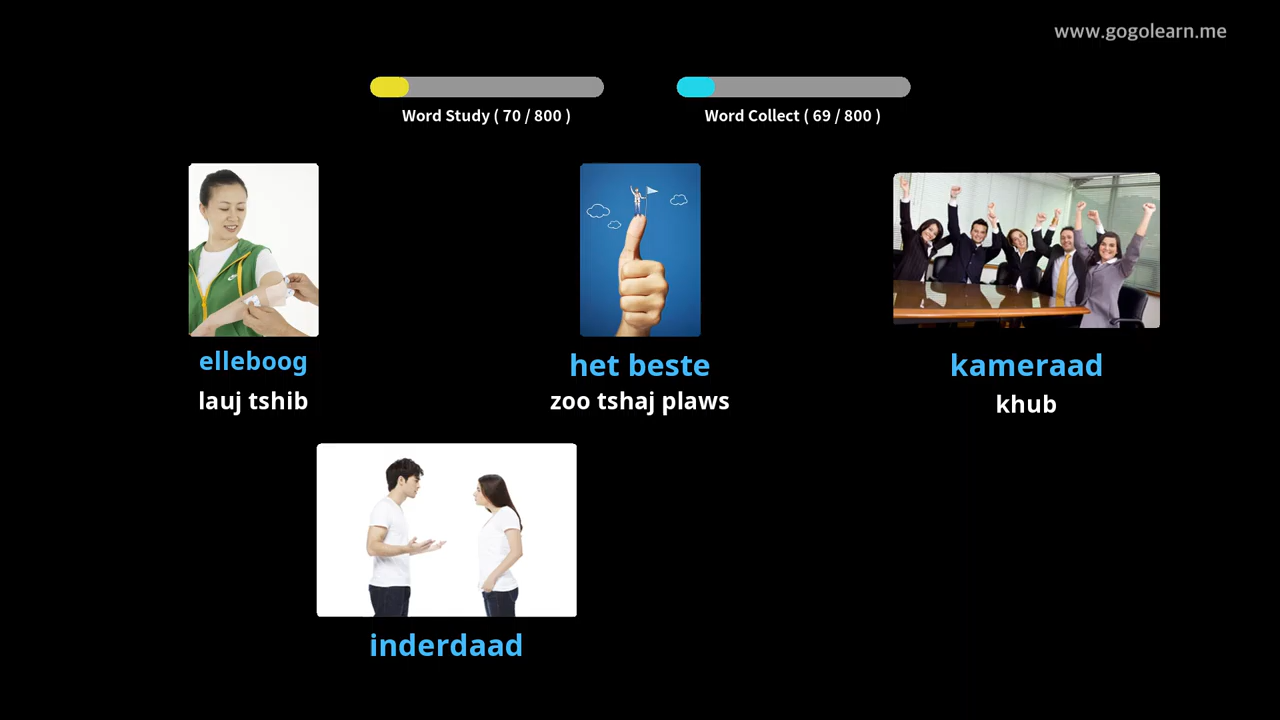 www.gogolearn.me
Word Study ( 70 / 800 )
Word Collect ( 69 / 800 )
elleboog
lauj tshib
het beste
zoo tshaj plaws
kameraad
khub
inderdaad